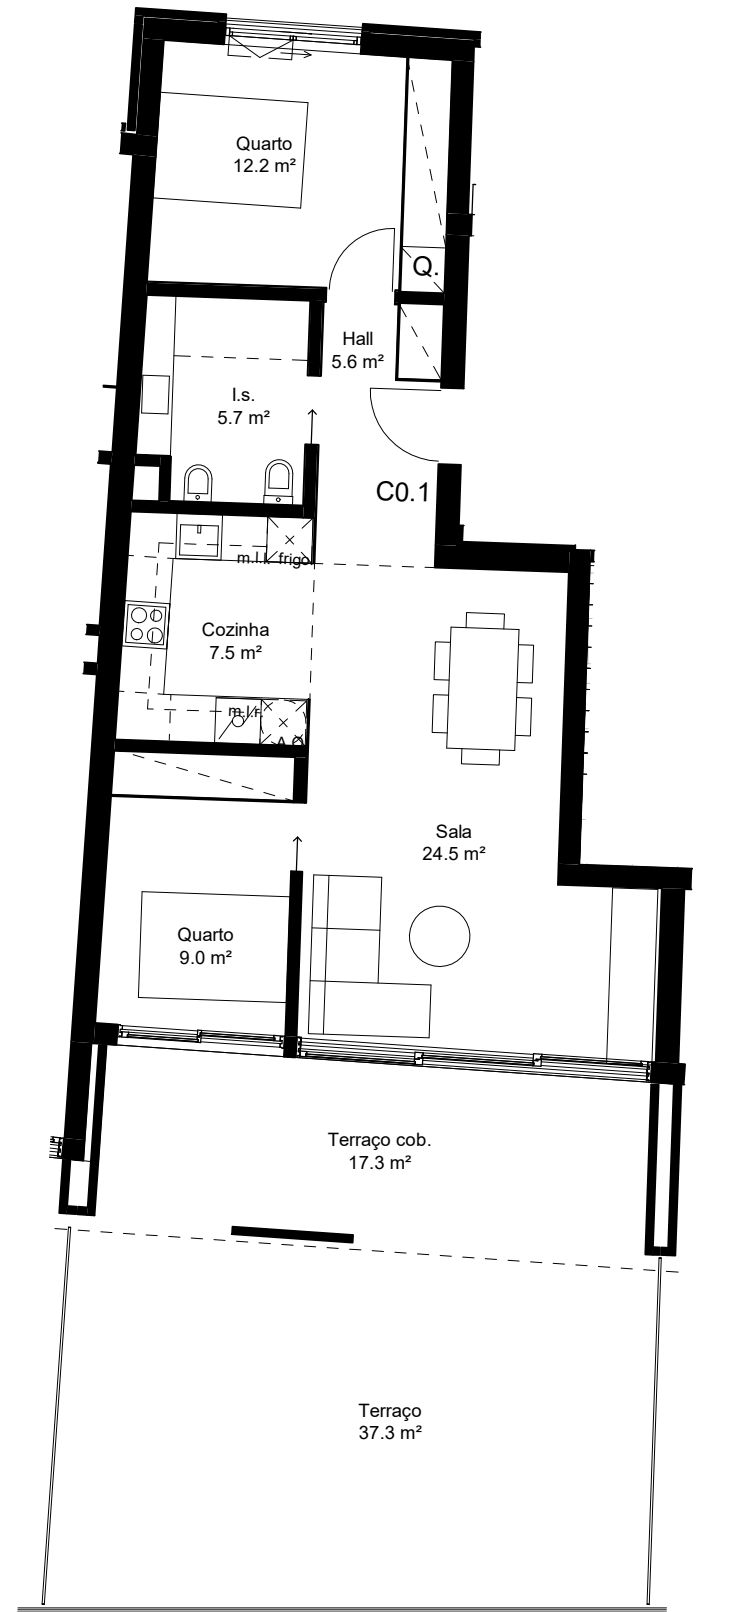 Quarto
12.2 m²
Q.
Hall
5.6 m²
I.s.
5.7 m²
C0.1
m.l.l. frigo.
Cozinha
7.5 m²
m.l.r.
A.Q.
Sala
24.5 m²
Quarto
9.0 m²
Terraço cob.
17.3 m²
Terraço
37.3 m²